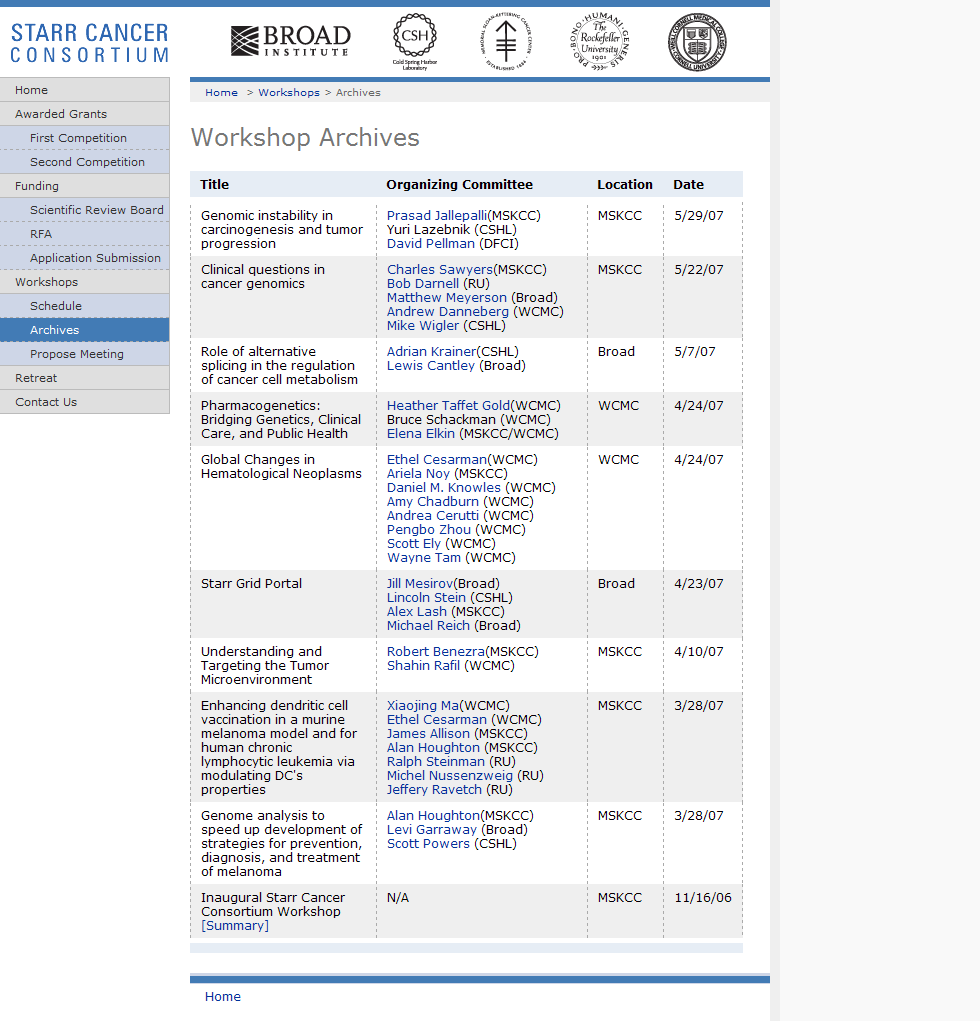 STARR CANCER
CONSORTIUM
BROAD
INSTITUTE
CSH
Cold Spring Harbor
Laboratory
MEMORIAL SLOAN-KETTERING CANCER CENTER
ESTABLISHED 1884
PRO·BONO·HUMANI·GENERIS
The
Rockefeller
University
1901
WEILL CORNELL MEDICAL COLLEGE
CORNELL UNIVERSITY
Home
Awarded Grants
First Competition
Second Competition
Funding
Scientific Review Board
RFA
Application Submission
Workshops
Schedule
Archives
Propose Meeting
Retreat
Contact Us
Home > Workshops > Archives
Workshop Archives
Title Organizing Committee Location Date
Genomic instability in Prasad Jallepalli(MSKCC) MSKCC 5/29/07
carcinogenesis and tumor Yuri Lazebnik (CSHL)
progression David Pellman (DFCI)
Clinical questions in Charles Sawyers(MSKCC) MSKCC 5/22/07
cancer genomics Bob Darnell (RU)
Matthew Meyerson (Broad)
Andrew Danneberg (WCMC)
Mike Wigler (CSHL)
Role of alternative Adrian Krainer(CSHL) Broad 5/7/07
splicing in the regulation Lewis Cantley (Broad)
of cancer cell metabolism
Pharmacogenetics: Heather Taffet Gold(WCMC) WCMC 4/24/07
Bridging Genetics, Clinical Bruce Schackman (WCMC)
Care, and Public Health Elena Elkin (MSKCC/WCMC)
Global Changes in Ethel Cesarman(WCMC) WCMC 4/24/07
Hematological Neoplasms Ariela Noy (MSKCC)
Daniel M. Knowles (WCMC)
Amy Chadburn (WCMC)
Andrea Cerutti (WCMC)
Pengbo Zhou (WCMC)
Scott Ely (WCMC)
Wayne Tam (WCMC)
Starr Grid Portal Jill Mesirov(Broad) Broad 4/23/07
Lincoln Stein (CSHL)
Alex Lash (MSKCC)
Michael Reich (Broad)
Understanding and Robert Benezra(MSKCC) MSKCC 4/10/07
Targeting the Tumor Shahin Rafil (WCMC)
Microenvironment
Enhancing dendritic cell Xiaojing Ma(WCMC) MSKCC 3/28/07
vaccination in a murine Ethel Cesarman (WCMC)
melanoma model and for James Allison (MSKCC)
human chronic Alan Houghton (MSKCC)
lymphocytic leukemia via Ralph Steinman (RU)
modulating DC's Michel Nussenzweig (RU)
properties Jeffery Ravetch (RU)
Genome analysis to Alan Houghton(MSKCC) MSKCC 3/28/07
speed up development of Levi Garraway (Broad)
strategies for prevention, Scott Powers (CSHL)
diagnosis, and treatment
of melanoma
Inaugural Starr Cancer N/A MSKCC 11/16/06
Consortium Workshop
[Summary]
Home